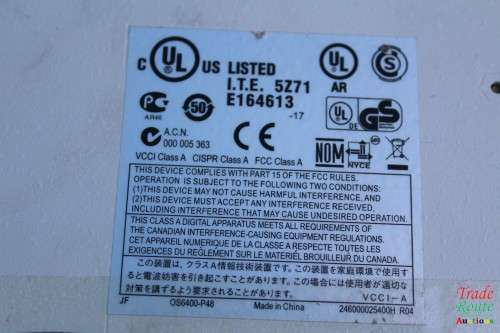 C UL US LISTED
I.T.E. 5Z71
E164613
-17
UL
AR
S
AR46
50
UL
DE
GS
A.C.N.
000 005 363
CE
NOM
NYCE
VCCI Class A CISPR Class A FCC Class A
THIS DEVICE COMPLIES WITH PART 15 OF THE FCC RULES.
OPERATION IS SUBJECT TO THE FOLLOWING TWO CONDITIONS:
(1)THIS DEVICE MAY NOT CAUSE HARMFUL INTERFERENCE, AND
(2)THIS DEVICE MUST ACCEPT ANY INTERFERENCE RECEIVED,
INCLUDING INTERFERENCE THAT MAY CAUSE UNDESIRED OPERATION.
THIS CLASS A DIGITAL APPARATUS MEETS ALL REQUIREMENTS OF
THE CANADIAN INTERFERENCE-CAUSING EQUIPMENT REGULATIONS.
CET APPAREIL NUMERIQUE DE LA CLASSE A RESPECTE TOUTES LES
EXIGENCES DU REGLEMENT SUR LE MATERIEL BROUILLEUR DU CANADA.
この装置は、クラスA情報技術装置です。この装置を家庭環境で使用す
ると電波妨害を引き起こすことがあります。この場合には使用者が適切な
対策を講ずるよう要求されることがあります。 VCCI-A
JF OS6400-P48 Made in China 246000025400H R04
Trade
Route
Auctions